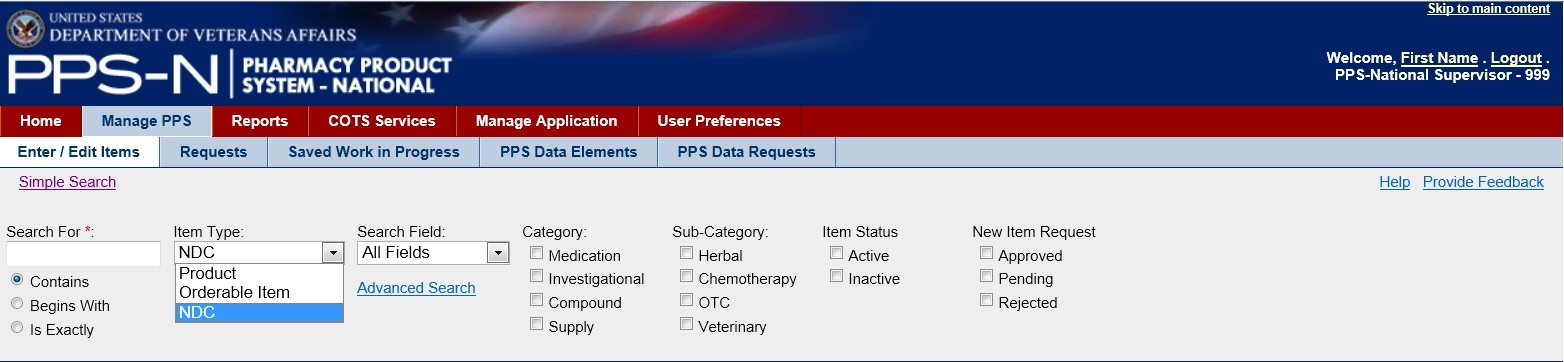 Skip to main content
UNITED STATES
DEPARTMENT OF VETERANS AFFAIRS
PPS-N PHARMACY PRODUCT
SYSTEM - NATIONAL
Welcome, First Name . Logout .
PPS-National Supervisor - 999
Home Manage PPS Reports COTS Services Manage Application User Preferences
Enter / Edit Items Requests Saved Work in Progress PPS Data Elements PPS Data Requests
Simple Search Help Provide Feedback
Search For *: Item Type: Search Field: Category: Sub-Category: Item Status New Item Request
NDC All Fields Medication Herbal Active Approved
Contains Product Investigational Chemotherapy Inactive Pending
Begins With Orderable Item Advanced Search Compound OTC Rejected
Is Exactly NDC Supply Veterinary